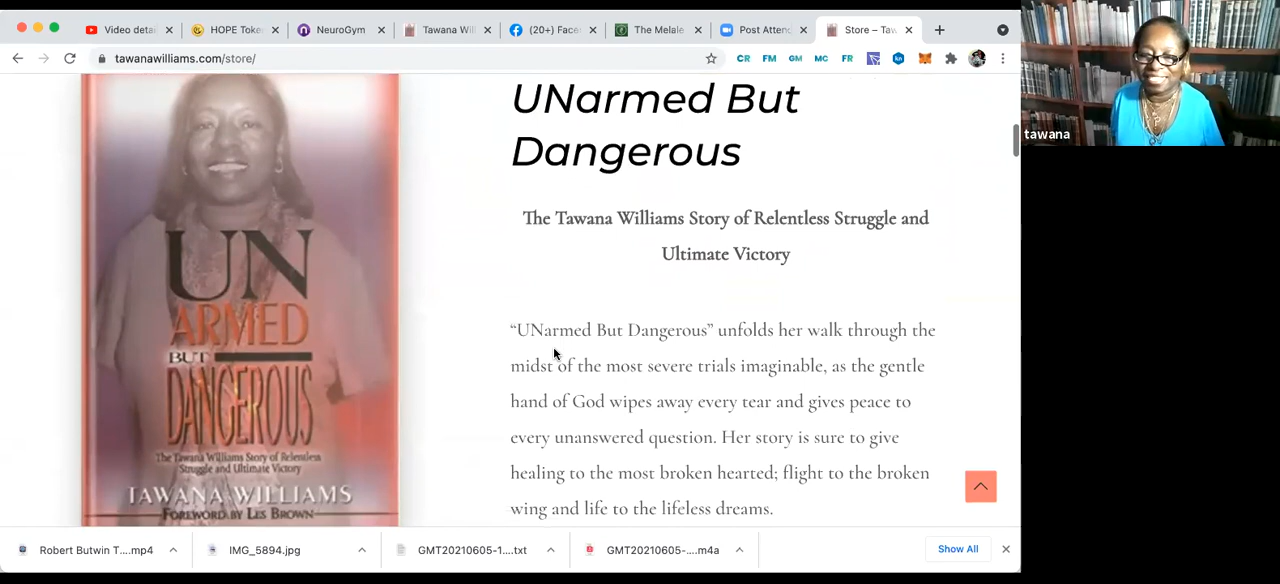 Video detai
HOPE Toke
NeuroGym
Tawana Wil
(20+) Face
The Melale
Post Atten
Store – Taw
tawanawilliams.com/store/
CR FM GM MC FR
tawana
UNarmed But
Dangerous
The Tawana Williams Story of Relentless Struggle and
Ultimate Victory
“UNarmed But Dangerous” unfolds her walk through the
midst of the most severe trials imaginable, as the gentle
hand of God wipes away every tear and gives peace to
every unanswered question. Her story is sure to give
healing to the most broken hearted; flight to the broken
wing and life to the lifeless dreams.
UN
ARMED
BUT
DANGEROUS
The Tawana Williams Story of Relentless
Struggle and Ultimate Victory
TAWANA WILLIAMS
FOREWORD BY LES BROWN
Robert Butwin T....mp4
IMG_5894.jpg
GMT20210605-1....txt
GMT20210605-....m4a
Show All